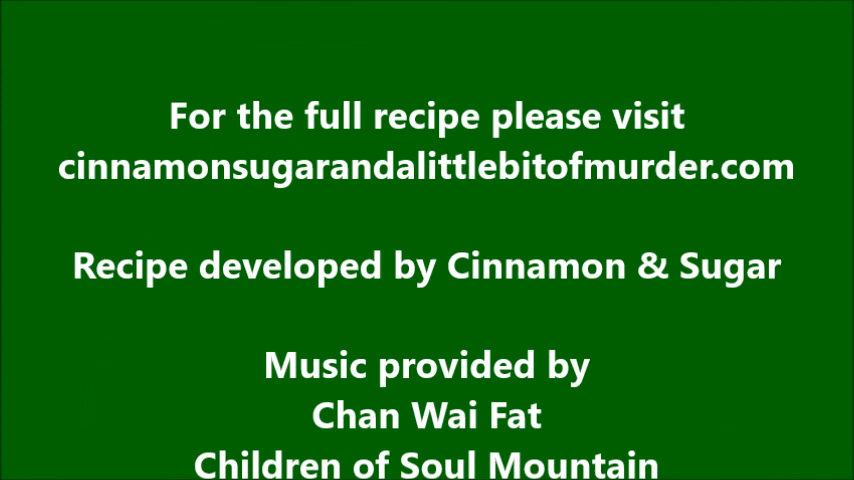 For the full recipe please visit
cinnamonsugarandalittlebitofmurder.com
Recipe developed by Cinnamon & Sugar
Music provided by
Chan Wai Fat
Children of Soul Mountain